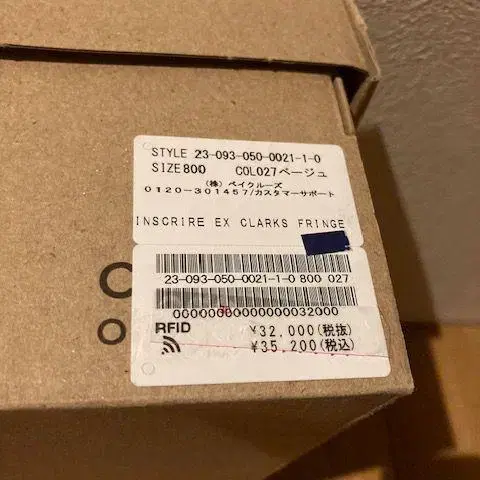 STYLE 23-093-050-0021-1-0
SIZE800 COL027ベージュ
(株) ベイクルーズ
0120-301457/カスタマーサポート
INSCRIRE EX CLARKS FRINGE
23-093-050-0021-1-0 800 027
00000000000000000032000
RFID
¥32,000(税抜)
¥35,200(税込)
C
O